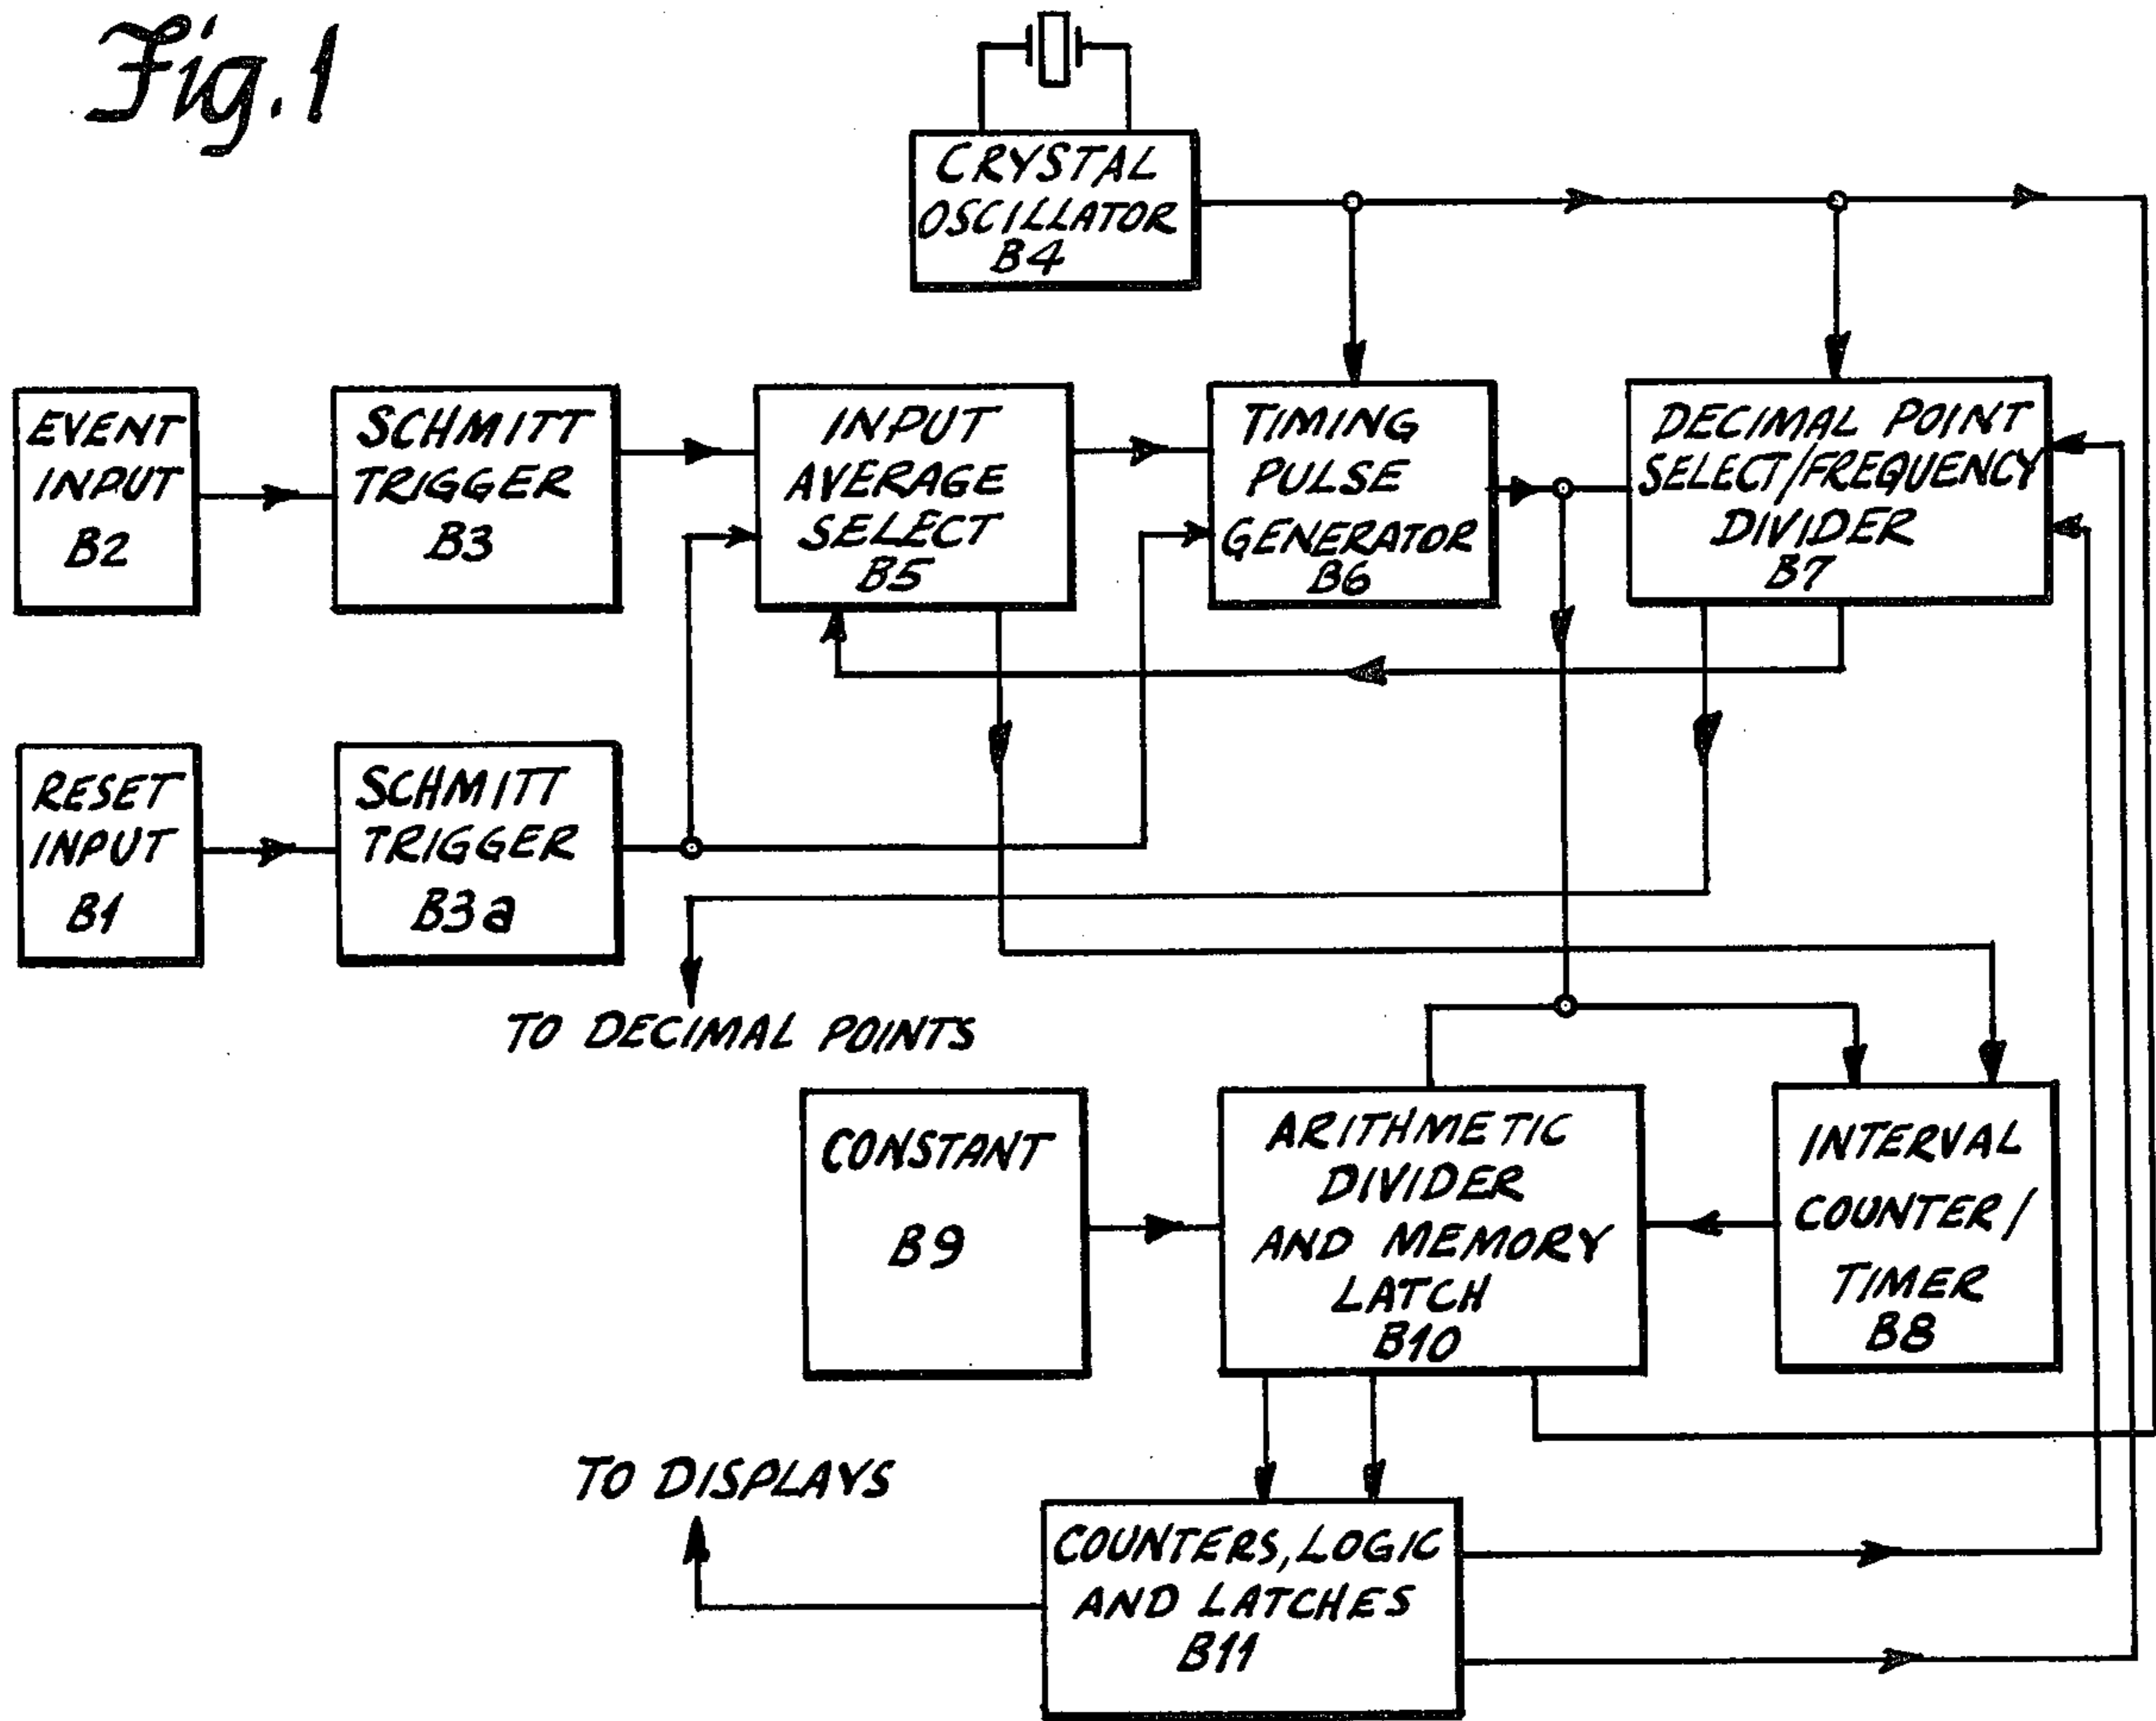 Fig. 1
CRYSTAL
OSCILLATOR
B4
EVENT
INPUT
B2
SCHMITT
TRIGGER
B3
INPUT
AVERAGE
SELECT
B5
TIMING
PULSE
GENERATOR
B6
DECIMAL POINT
SELECT/FREQUENCY
DIVIDER
B7
RESET
INPUT
B1
SCHMITT
TRIGGER
B3a
TO DECIMAL POINTS
CONSTANT
B9
ARITHMETIC
DIVIDER
AND MEMORY
LATCH
B10
INTERVAL
COUNTER/
TIMER
B8
TO DISPLAYS
COUNTERS, LOGIC
AND LATCHES
B11